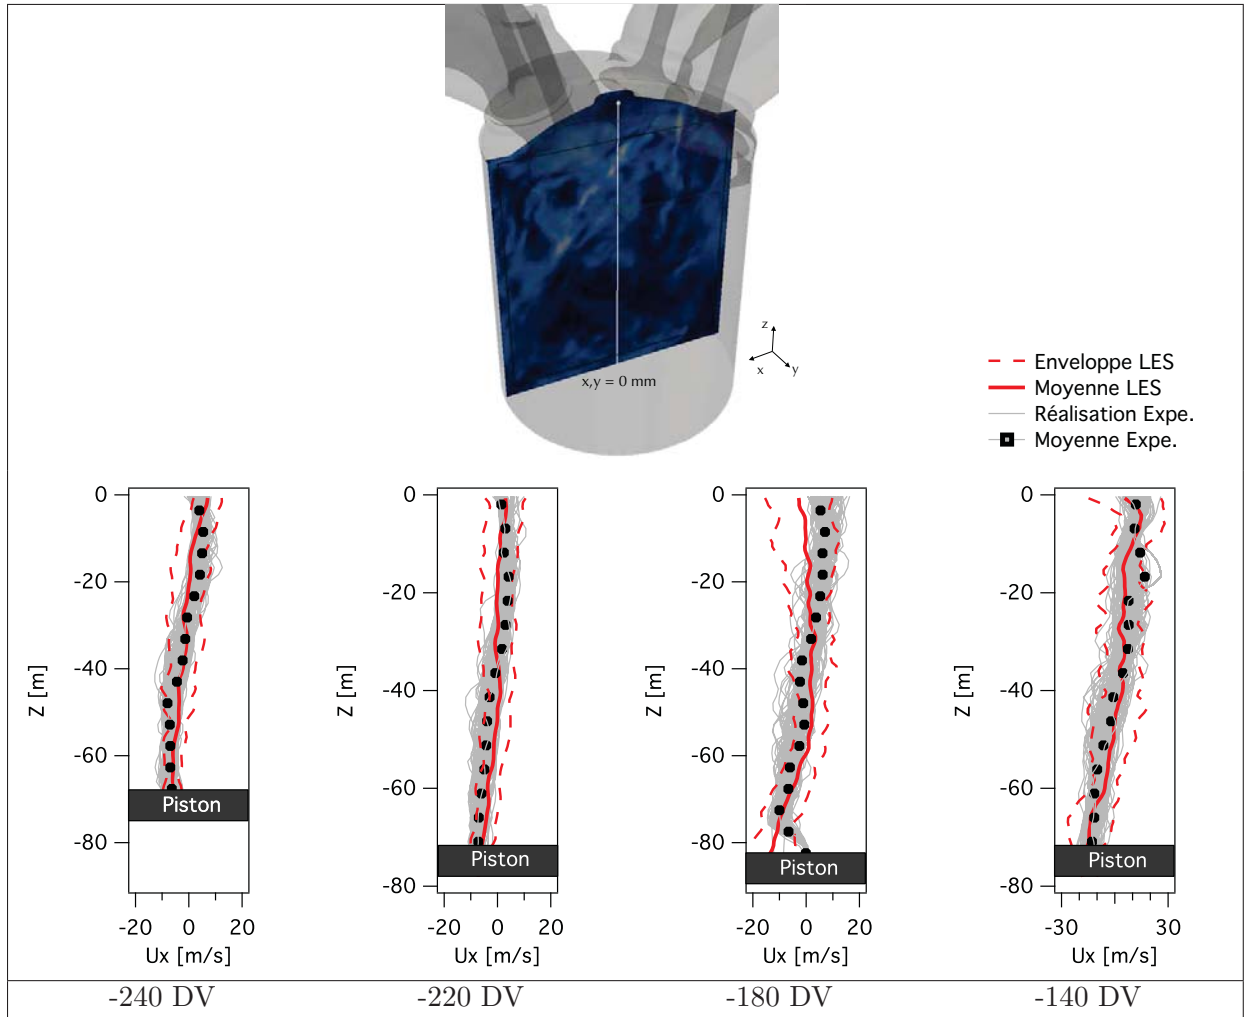 z
x
y
x,y = 0 mm
Enveloppe LES
Moyenne LES
Réalisation Expe.
Moyenne Expe.
0
-20
-40
-60
-80
Z [m]
Piston
-20 0 20
Ux [m/s]
0
-20
-40
-60
-80
Z [m]
Piston
-20 0 20
Ux [m/s]
0
-20
-40
-60
-80
Z [m]
Piston
-20 0 20
Ux [m/s]
0
-20
-40
-60
-80
Z [m]
Piston
-30 30
Ux [m/s]
-240 DV -220 DV -180 DV -140 DV